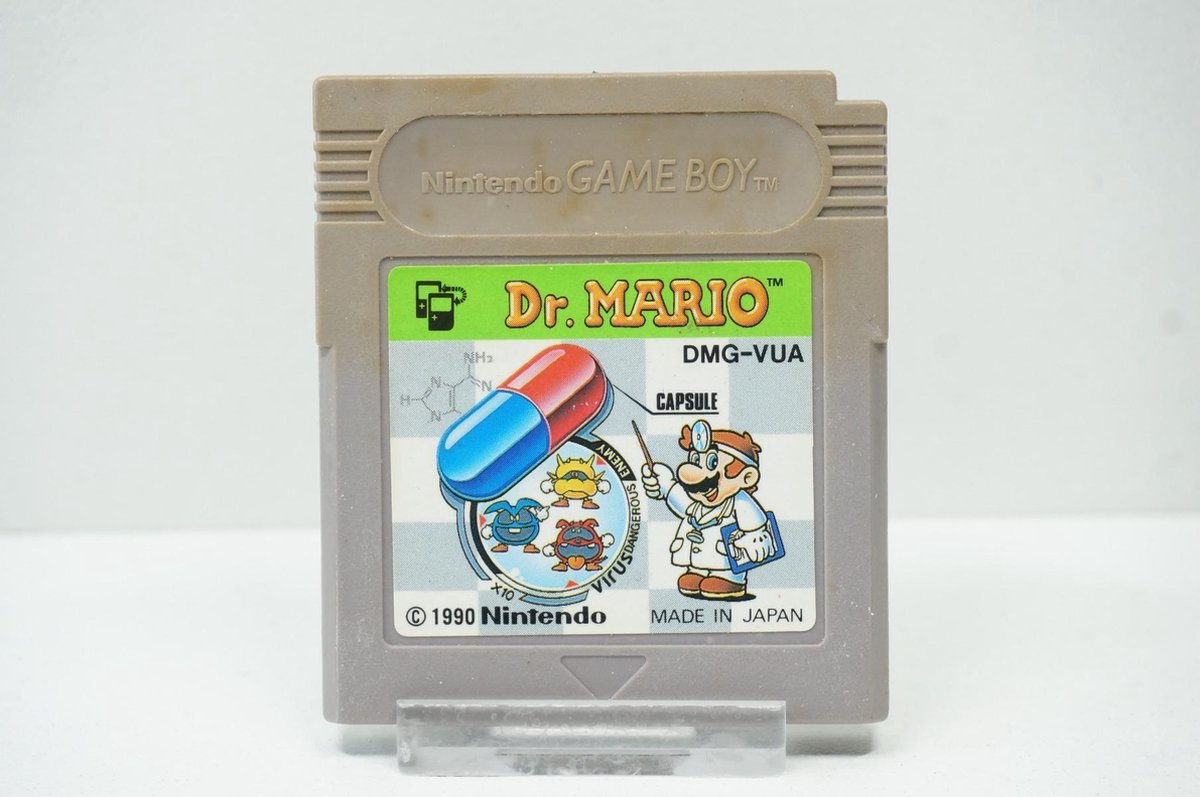 Nintendo GAME BOY™
Dr. MARIO™
DMG-VUA
NH₂
N
N
H
N
CAPSULE
ENEMY
DANGEROUS
VIRUS
X10
© 1990 Nintendo
MADE IN JAPAN